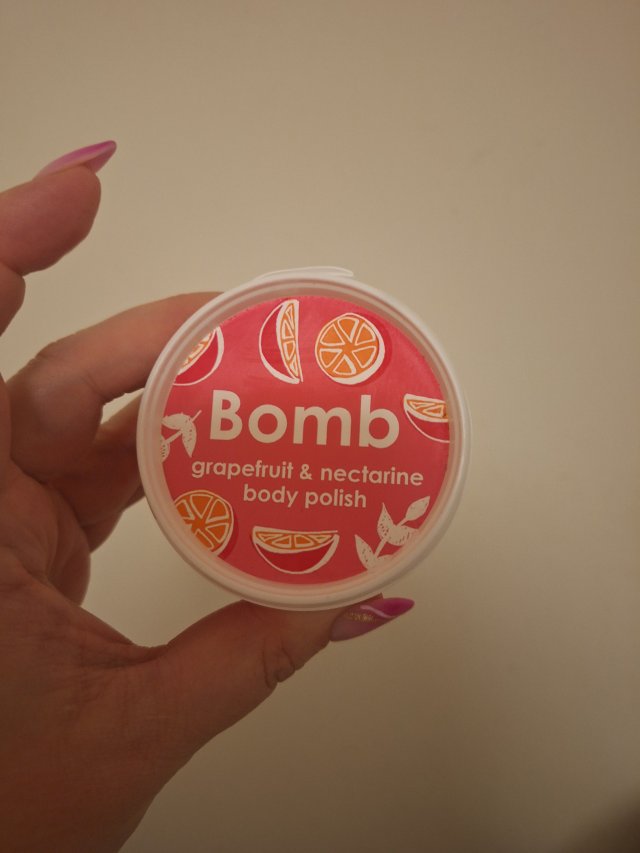 Bomb
grapefruit & nectarine
body polish